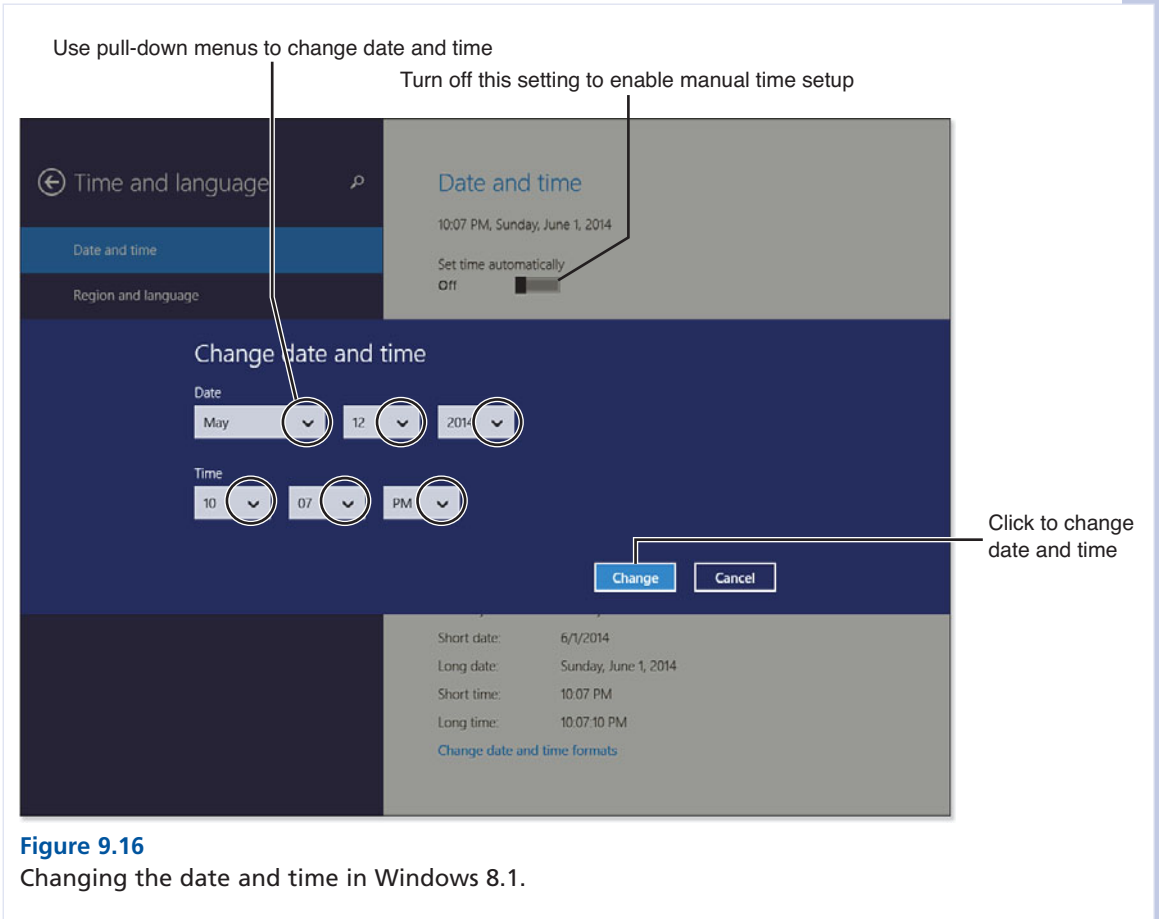 Use pull-down menus to change date and time
Turn off this setting to enable manual time setup
Time and language
Date and time
Region and language
Date and time
10:07 PM, Sunday, June 1, 2014
Set time automatically
Off
Change date and time
Date
May 12 2014
Time
10 07 PM
Change Cancel
Click to change
date and time
Short date: 6/1/2014
Long date: Sunday, June 1, 2014
Short time: 10:07 PM
Long time: 10:07:10 PM
Change date and time formats
Figure 9.16
Changing the date and time in Windows 8.1.